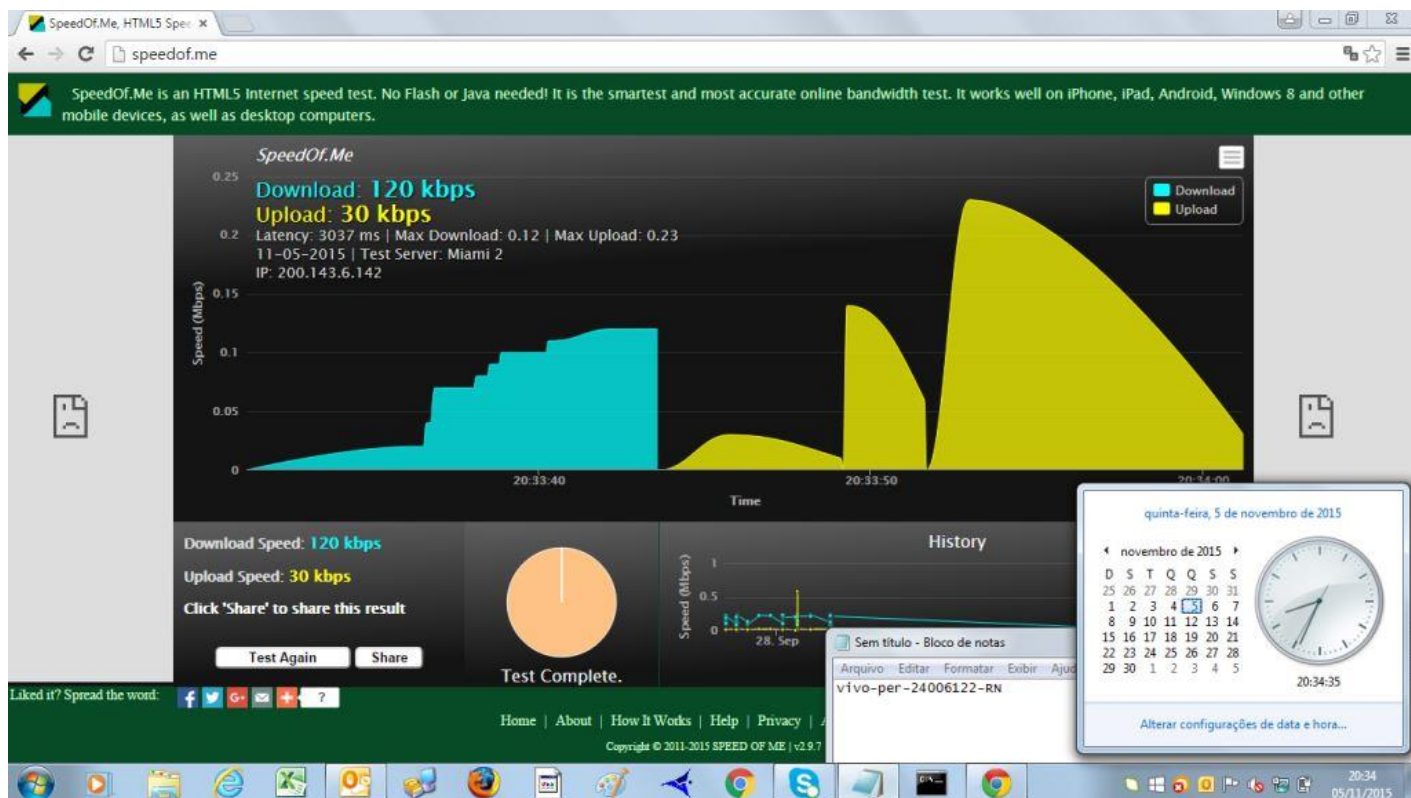 SpeedOf.Me, HTML5 Spee
speedof.me
SpeedOf.Me is an HTML5 Internet speed test. No Flash or Java needed! It is the smartest and most accurate online bandwidth test. It works well on iPhone, iPad, Android, Windows 8 and other
mobile devices, as well as desktop computers.
SpeedOf.Me
Download: 120 kbps
Upload: 30 kbps
Latency: 3037 ms | Max Download: 0.12 | Max Upload: 0.23
11-05-2015 | Test Server: Miami 2
IP: 200.143.6.142
Download
Upload
Speed (Mbps)
0.25
0.2
0.15
0.1
0.05
0
20:33:40
20:33:50
20:34:00
Time
Download Speed: 120 kbps
Upload Speed: 30 kbps
Click 'Share' to share this result
Test Again
Share
Test Complete.
History
Speed (Mbps)
1
0.5
0
28. Sep
Liked it? Spread the word:
?
Home | About | How It Works | Help | Privacy |
Copyright © 2011-2015 SPEED OF ME | v2.9.7
Sem título - Bloco de notas
Arquivo Editar Formatar Exibir Ajud
vivo-per-24006122-RN
quinta-feira, 5 de novembro de 2015
novembro de 2015
D S T Q Q S S
25 26 27 28 29 30 31
1 2 3 4 5 6 7
8 9 10 11 12 13 14
15 16 17 18 19 20 21
22 23 24 25 26 27 28
29 30 1 2 3 4 5
20:34:35
Alterar configurações de data e hora...
20:34
05/11/2015